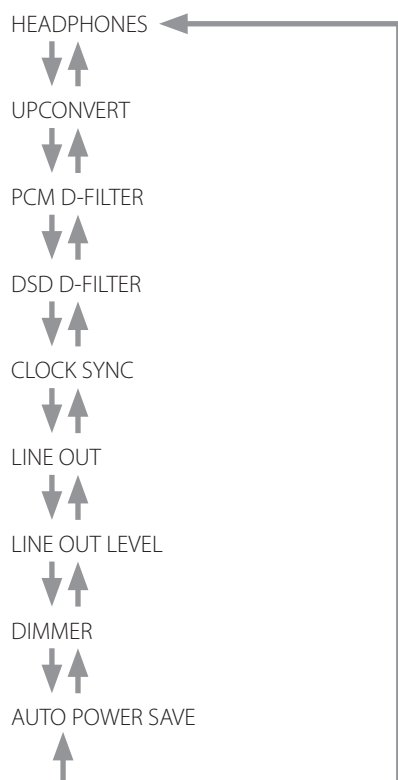 HEADPHONES
UPCONVERT
PCM D-FILTER
DSD D-FILTER
CLOCK SYNC
LINE OUT
LINE OUT LEVEL
DIMMER
AUTO POWER SAVE